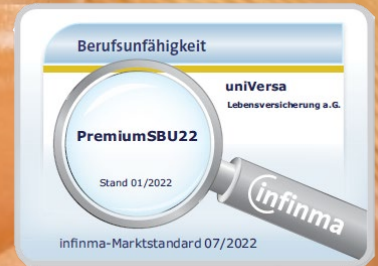 Berufsunfähigkeit
uniVersa
Lebensversicherung a.G.
PremiumSBU22
Stand 01/2022
infinma
infinma-Marktstandard 07/2022